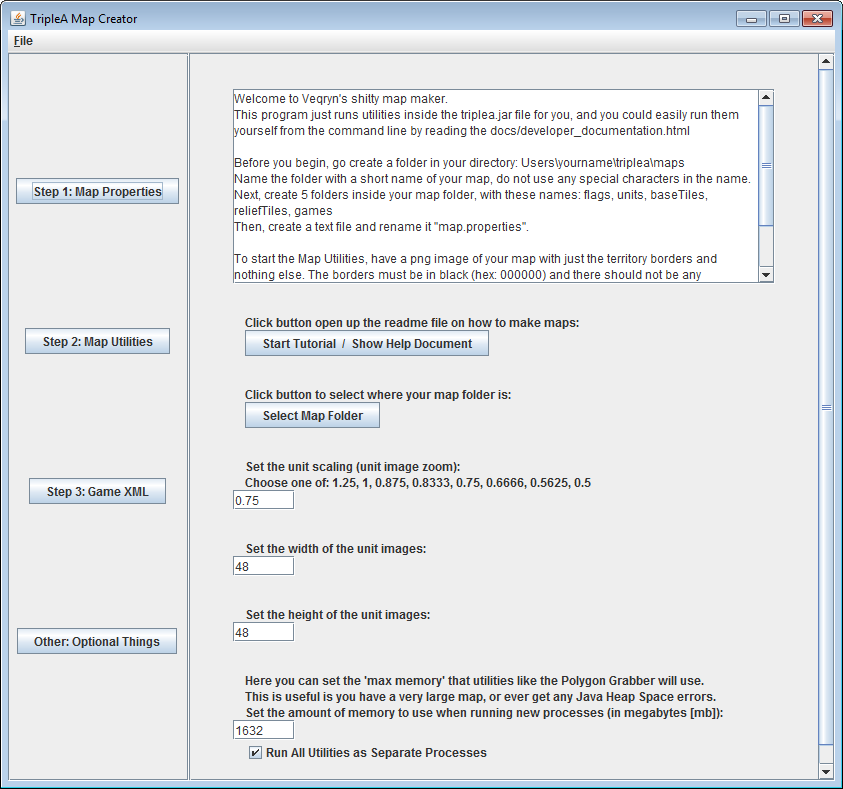 TripleA Map Creator
File
Step 1: Map Properties
Step 2: Map Utilities
Step 3: Game XML
Other: Optional Things
Welcome to Veqryn's shitty map maker.
This program just runs utilities inside the triplea.jar file for you, and you could easily run them
yourself from the command line by reading the docs/developer_documentation.html
Before you begin, go create a folder in your directory: Users\yourname\triplea\maps
Name the folder with a short name of your map, do not use any special characters in the name.
Next, create 5 folders inside your map folder, with these names: flags, units, baseTiles,
reliefTiles, games
Then, create a text file and rename it "map.properties".
To start the Map Utilities, have a png image of your map with just the territory borders and
nothing else. The borders must be in black (hex: 000000) and there should not be any
Click button open up the readme file on how to make maps:
Start Tutorial / Show Help Document
Click button to select where your map folder is:
Select Map Folder
Set the unit scaling (unit image zoom):
Choose one of: 1.25, 1, 0.875, 0.8333, 0.75, 0.6666, 0.5625, 0.5
0.75
Set the width of the unit images:
48
Set the height of the unit images:
48
Here you can set the 'max memory' that utilities like the Polygon Grabber will use.
This is useful is you have a very large map, or ever get any Java Heap Space errors.
Set the amount of memory to use when running new processes (in megabytes [mb]):
1632
Run All Utilities as Separate Processes